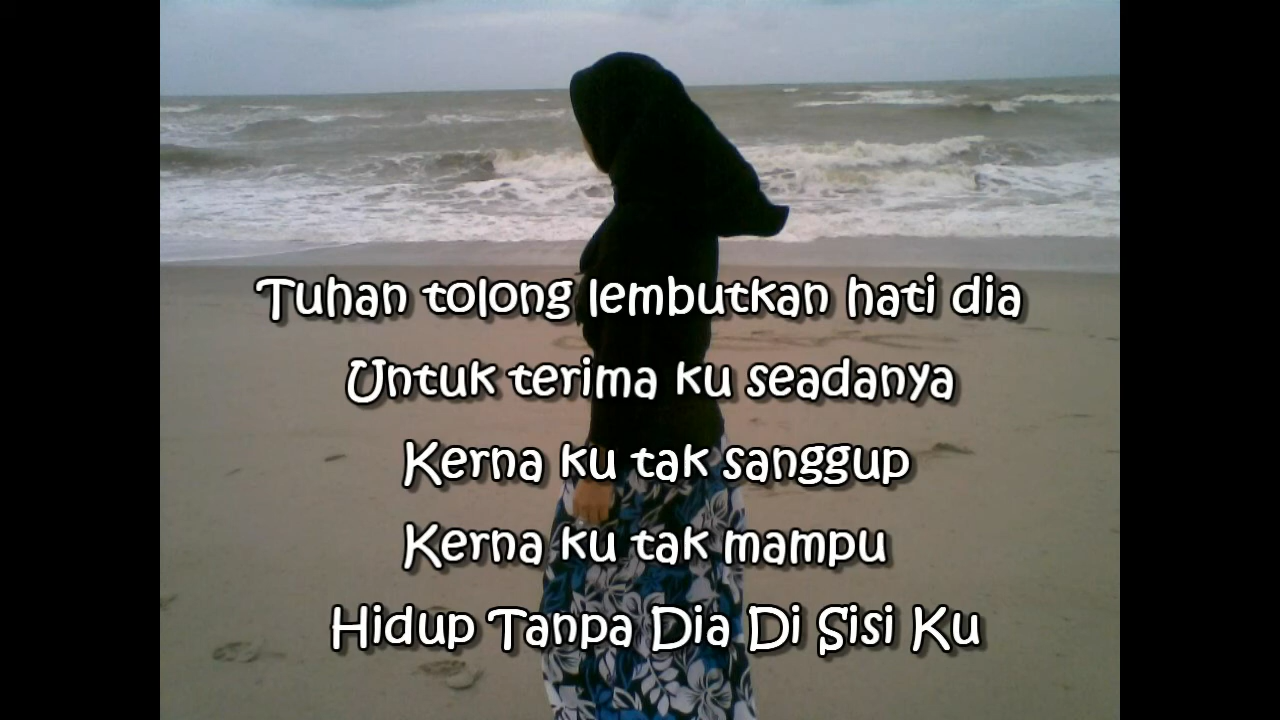 Tuhan tolong lembutkan hati dia
Untuk terima ku seadanya
Kerna ku tak sanggup
Kerna ku tak mampu
Hidup Tanpa Dia Di Sisi Ku